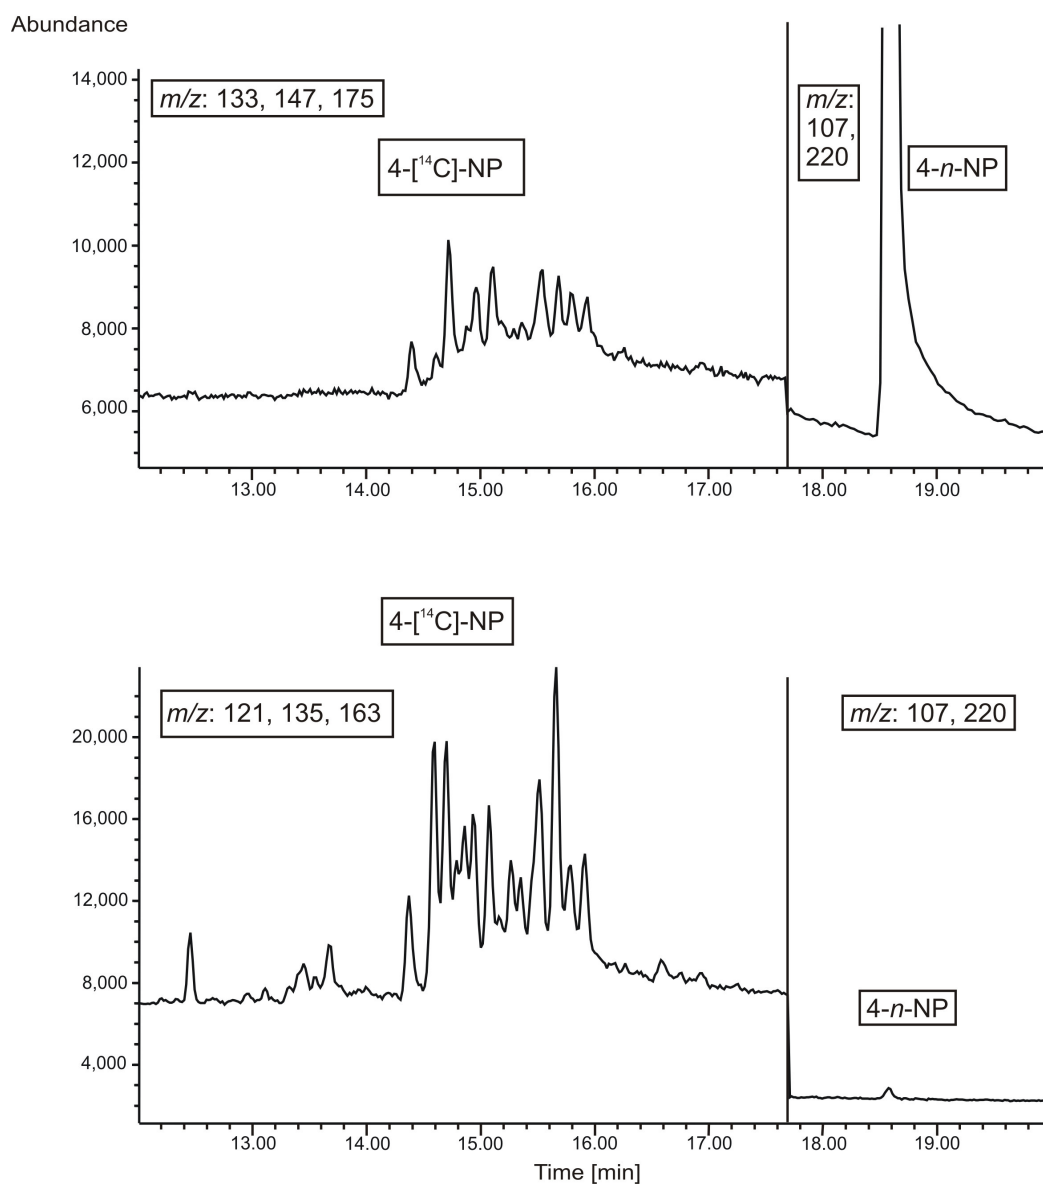 Abundance
14,000
12,000
10,000
8,000
6,000
m/z: 133, 147, 175
4-[¹⁴C]-NP
m/z:
107,
220
4-n-NP
13.00 14.00 15.00 16.00 17.00 18.00 19.00
4-[¹⁴C]-NP
m/z: 121, 135, 163
m/z: 107, 220
20,000
16,000
12,000
8,000
4,000
4-n-NP
13.00 14.00 15.00 16.00 17.00 18.00 19.00
Time [min]